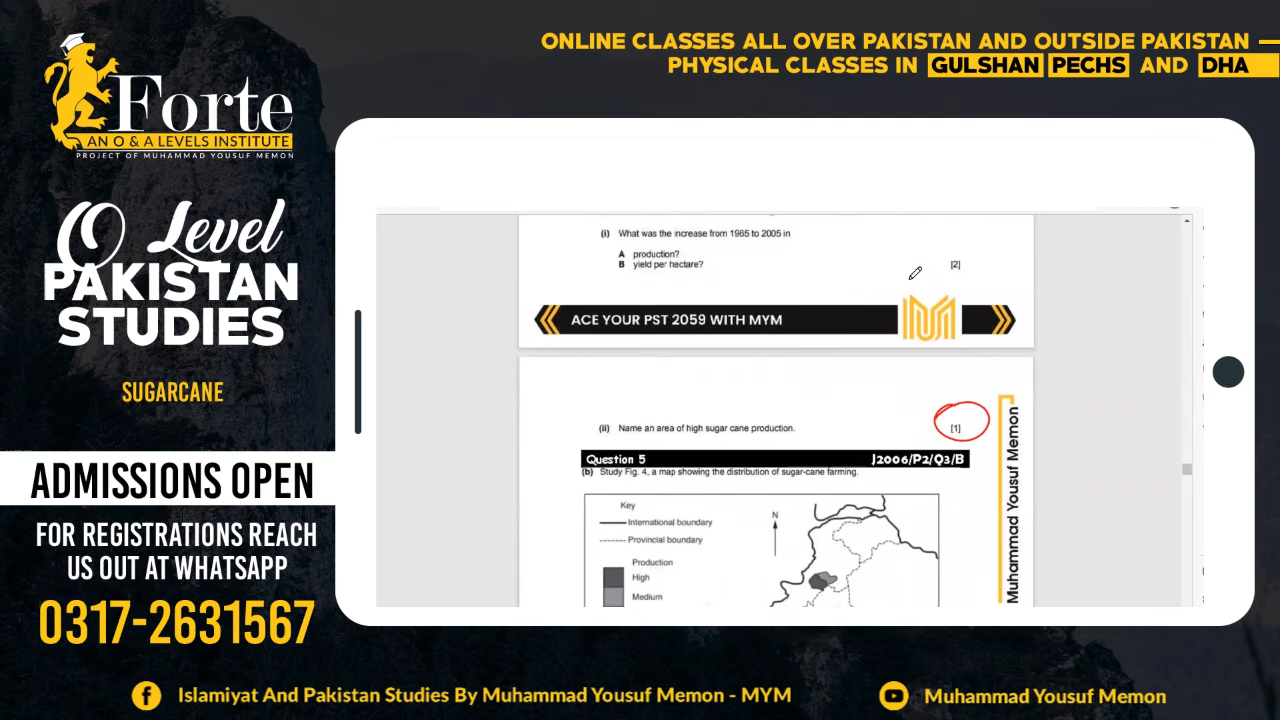 ONLINE CLASSES ALL OVER PAKISTAN AND OUTSIDE PAKISTAN
PHYSICAL CLASSES IN GULSHAN PECHS AND DHA
Forte
AN O & A LEVELS INSTITUTE
PROJECT OF MUHAMMAD YOUSUF MEMON
O Level
PAKISTAN
STUDIES
SUGARCANE
ADMISSIONS OPEN
FOR REGISTRATIONS REACH
US OUT AT WHATSAPP
0317-2631567
(i) What was the increase from 1965 to 2005 in
A production?
B yield per hectare? [2]
ACE YOUR PST 2059 WITH MYM
(ii) Name an area of high sugar cane production. [1]
Question 5 J2006/P2/Q3/B
(b) Study Fig. 4, a map showing the distribution of sugar-cane farming.
Key
International boundary
Provincial boundary
Production
High
Medium
N
Muhammad Yousuf Memon
Islamiyat And Pakistan Studies By Muhammad Yousuf Memon - MYM
Muhammad Yousuf Memon